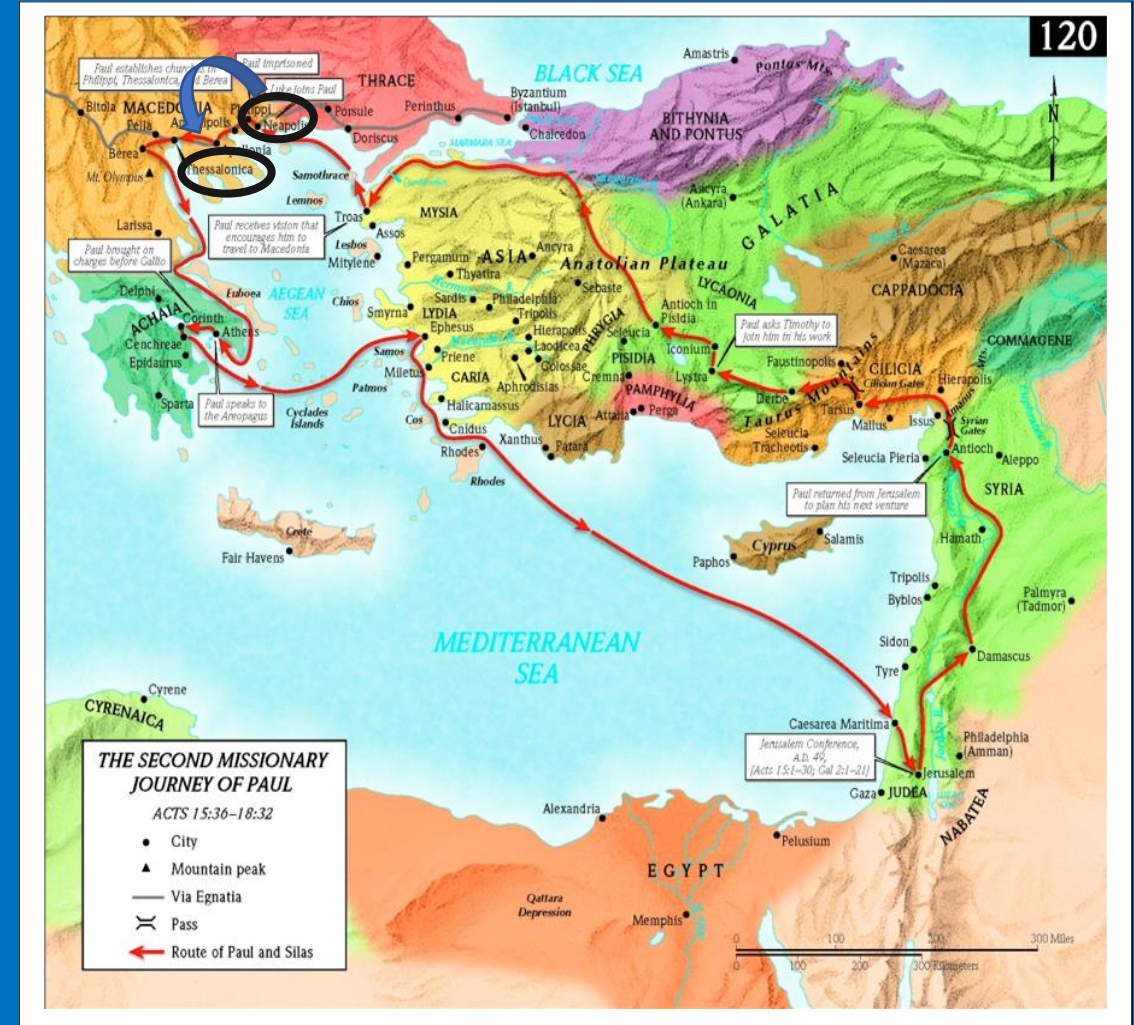 120
Paul establishes churches in
Philippi, Thessalonica, and Berea
Paul imprisoned
Luke joins Paul
THRACE
BLACK SEA
Amastris
Pontus Mts.
Bitola
MACEDONIA
Philippi
Neapolis
Porsule
Perinthus
Byzantium
(Istanbul)
Chalcedon
BITHYNIA
AND PONTUS
Pella
Doriscus
MARMARA SEA
Berea
Thessalonica
Mt. Olympus
Samothrace
Lemnos
Ancyra
(Ankara)
GALATIA
Larissa
Paul receives vision that
encourages him to
travel to Macedonia
Troas
Assos
MYSIA
Lesbos
Mitylene
Pergamum
ASIA
Ancyra
Anatolian Plateau
Caesarea
(Mazaca)
CAPPADOCIA
Paul brought on
charges before Gallio
Thyatira
Sebaste
LYCAONIA
Delphi
Euboea
AEGEAN
SEA
Chios
Smyrna
Sardis
LYDIA
Philadelphia
Tripolis
PHRYGIA
Antioch in
Pisidia
ACHAIA
Corinth
Athens
Cenchreae
Epidaurus
Ephesus
Hierapolis
Laodicea
Colossae
Seleucia
PISIDIA
Iconium
Paul asks Timothy to
join him in his work
COMMAGENE
Samos
Priene
Miletus
Cremna
Lystra
Faustinopolis
CILICIA
Cilician Gates
Hierapolis
Patmos
CARIA
Aphrodisias
PAMPHYLIA
Derbe
Taurus Mountains
Tarsus
Amanus Mts.
Sparta
Paul speaks to
the Areopagus
Cyclades
Islands
Halicarnassus
Cos
Cnidus
LYCIA
Attalia
Perga
Seleucia
Tracheotis
Mallus
Issus
Syrian
Gates
Rhodes
Xanthus
Patara
Seleucia Pieria
Antioch
Aleppo
Rhodes
Paul returned from Jerusalem
to plan his next venture
SYRIA
Crete
Fair Havens
Cyprus
Salamis
Paphos
Hamath
Tripolis
Byblos
Palmyra
(Tadmor)
MEDITERRANEAN
SEA
Sidon
Tyre
Damascus
Cyrene
CYRENAICA
Caesarea Maritima
Jerusalem Conference,
A.D. 49,
(Acts 15:1–30; Gal 2:1–21)
Philadelphia
(Amman)
Jerusalem
Gaza
JUDEA
NABATEA
Alexandria
Pelusium
EGYPT
Qattara
Depression
Memphis
THE SECOND MISSIONARY
JOURNEY OF PAUL
ACTS 15:36–18:32
City
Mountain peak
Via Egnatia
Pass
Route of Paul and Silas
N
0 100 200 300 Miles
0 100 200 300 Kilometers